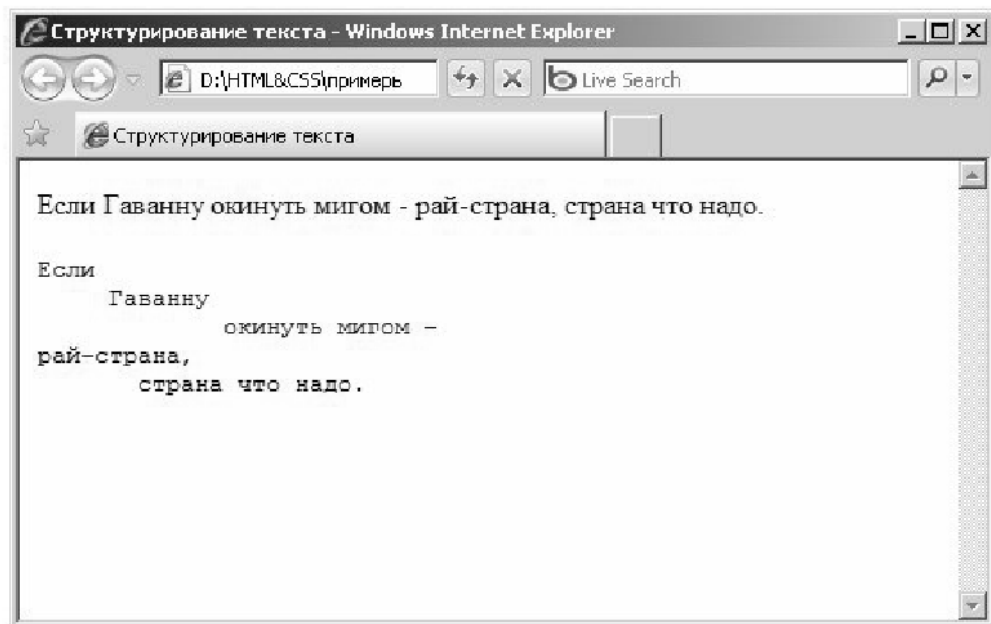 Структурирование текста - Windows Internet Explorer
D:\HTML&CSS\примерь
Live Search
Структурирование текста
Если Гаванну окинуть мигом - рай-страна, страна что надо.
Если
Гаванну
окинуть мигом -
рай-страна,
страна что надо.